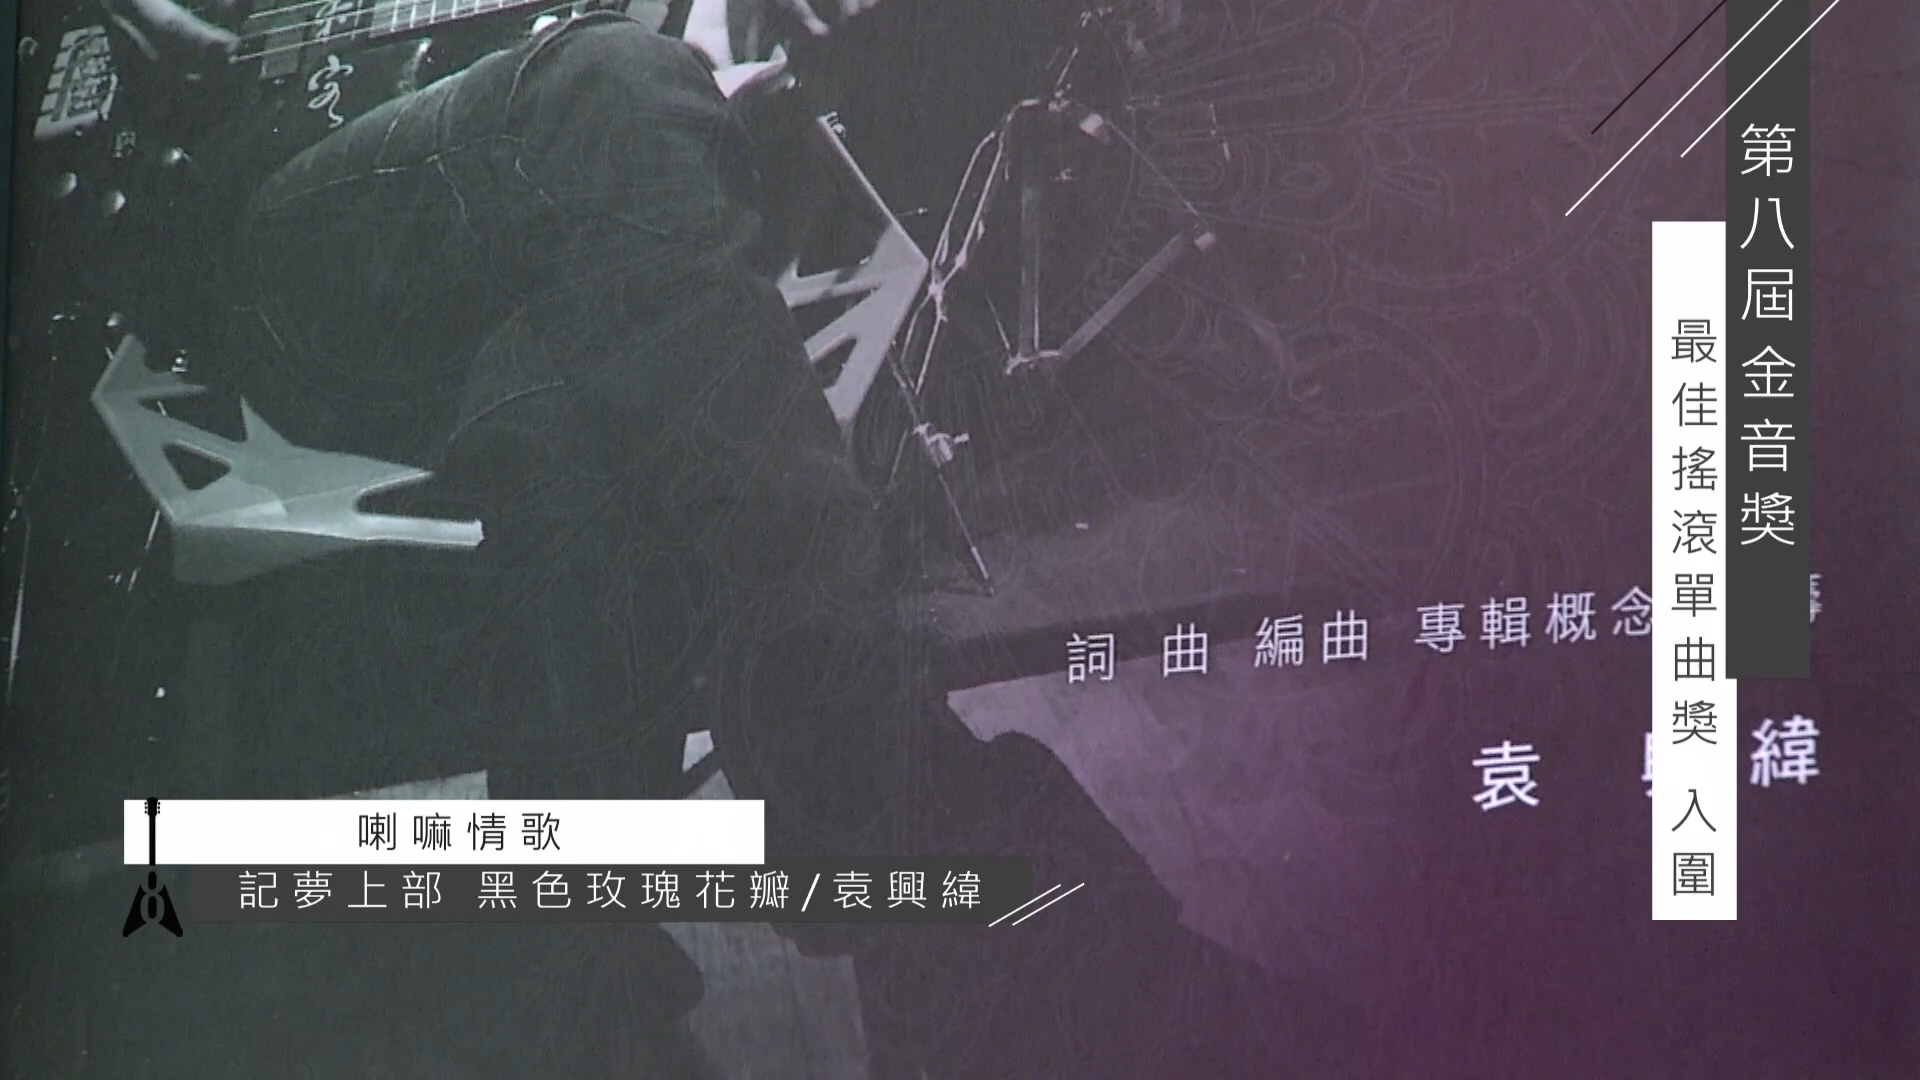 第八屆金音獎
最佳搖滾單曲獎 入圍
詞 曲 編曲 專輯概念
袁 緯
喇嘛情歌
記夢上部 黑色玫瑰花瓣/袁興緯
客